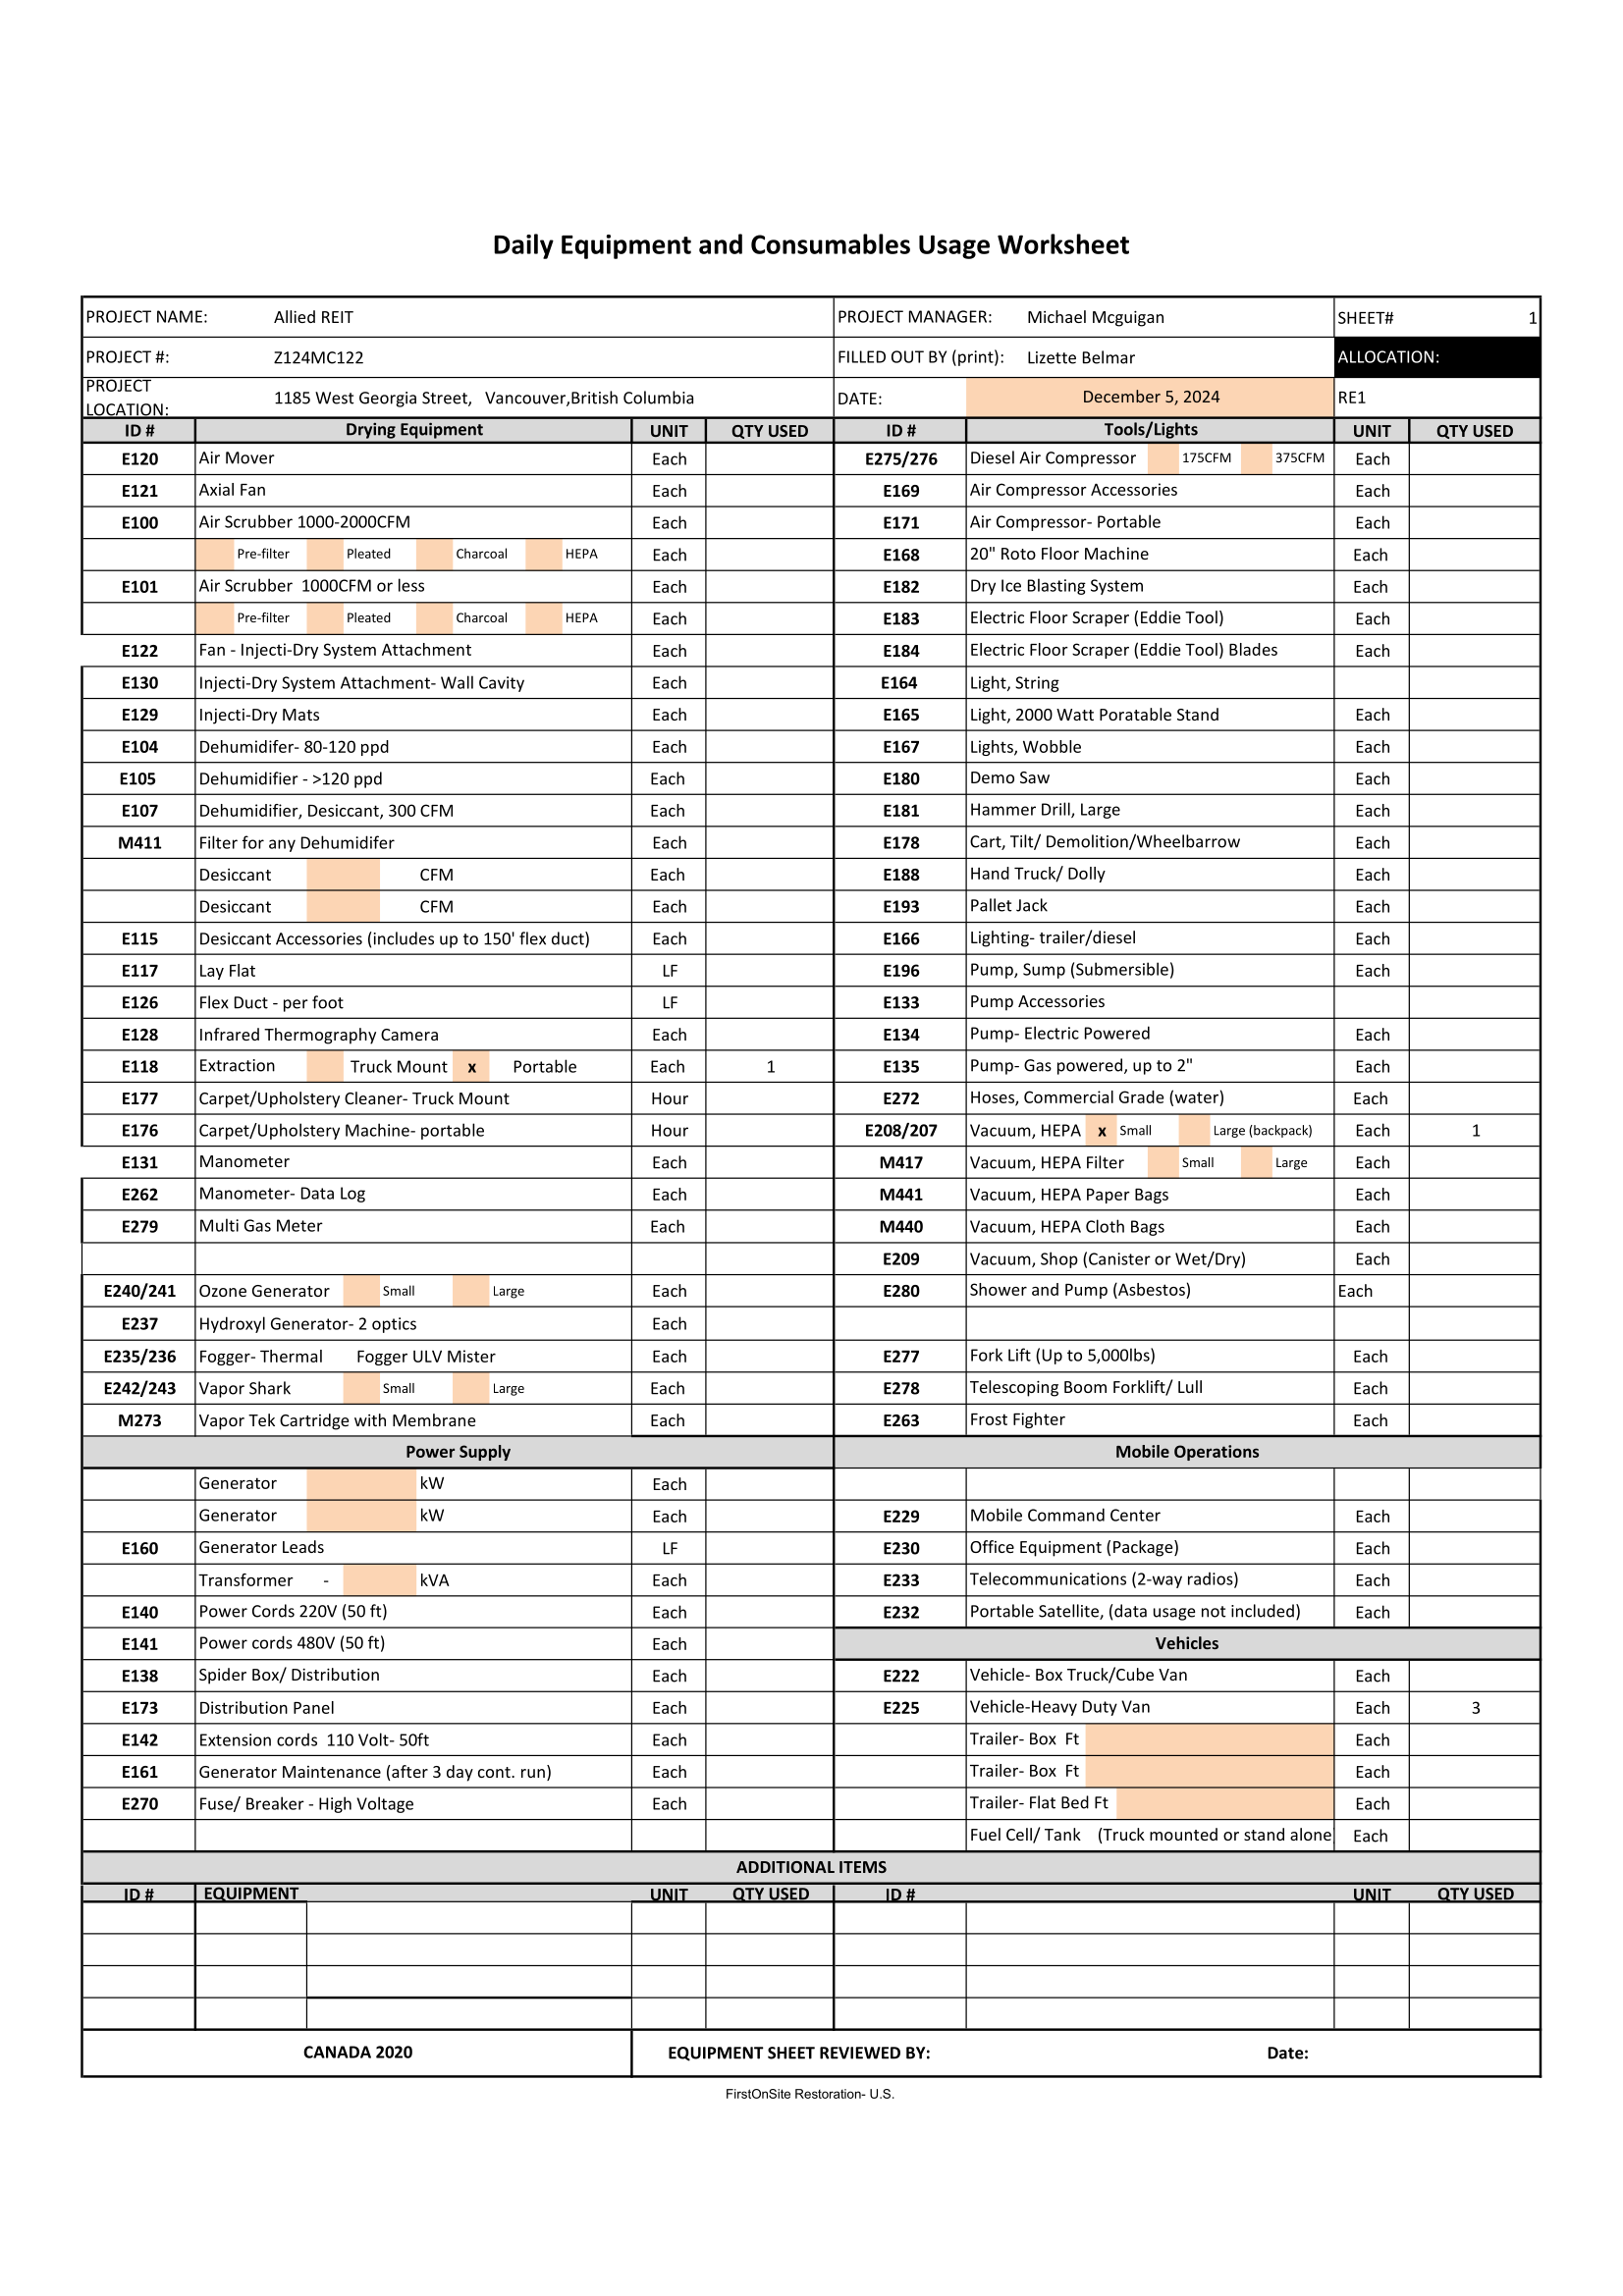 Daily Equipment and Consumables Usage Worksheet
PROJECT NAME: Allied REIT PROJECT MANAGER: Michael Mcguigan SHEET# 1
PROJECT #: Z124MC122 FILLED OUT BY (print): Lizette Belmar ALLOCATION:
PROJECT LOCATION: 1185 West Georgia Street, Vancouver,British Columbia DATE: December 5, 2024 RE1
ID # Drying Equipment UNIT QTY USED ID # Tools/Lights UNIT QTY USED
E120 Air Mover Each E275/276 Diesel Air Compressor 175CFM 375CFM Each
E121 Axial Fan Each E169 Air Compressor Accessories Each
E100 Air Scrubber 1000-2000CFM Each E171 Air Compressor- Portable Each
Pre-filter Pleated Charcoal HEPA Each E168 20" Roto Floor Machine Each
E101 Air Scrubber 1000CFM or less Each E182 Dry Ice Blasting System Each
Pre-filter Pleated Charcoal HEPA Each E183 Electric Floor Scraper (Eddie Tool) Each
E122 Fan - Injecti-Dry System Attachment Each E184 Electric Floor Scraper (Eddie Tool) Blades Each
E130 Injecti-Dry System Attachment- Wall Cavity Each E164 Light, String
E129 Injecti-Dry Mats Each E165 Light, 2000 Watt Poratable Stand Each
E104 Dehumidifer- 80-120 ppd Each E167 Lights, Wobble Each
E105 Dehumidifier - >120 ppd Each E180 Demo Saw Each
E107 Dehumidifier, Desiccant, 300 CFM Each E181 Hammer Drill, Large Each
M411 Filter for any Dehumidifer Each E178 Cart, Tilt/ Demolition/Wheelbarrow Each
Desiccant CFM Each E188 Hand Truck/ Dolly Each
Desiccant CFM Each E193 Pallet Jack Each
E115 Desiccant Accessories (includes up to 150' flex duct) Each E166 Lighting- trailer/diesel Each
E117 Lay Flat LF E196 Pump, Sump (Submersible) Each
E126 Flex Duct - per foot LF E133 Pump Accessories
E128 Infrared Thermography Camera Each E134 Pump- Electric Powered Each
E118 Extraction Truck Mount x Portable Each 1 E135 Pump- Gas powered, up to 2" Each
E177 Carpet/Upholstery Cleaner- Truck Mount Hour E272 Hoses, Commercial Grade (water) Each
E176 Carpet/Upholstery Machine- portable Hour E208/207 Vacuum, HEPA x Small Large (backpack) Each 1
E131 Manometer Each M417 Vacuum, HEPA Filter Small Large Each
E262 Manometer- Data Log Each M441 Vacuum, HEPA Paper Bags Each
E279 Multi Gas Meter Each M440 Vacuum, HEPA Cloth Bags Each
E209 Vacuum, Shop (Canister or Wet/Dry) Each
E240/241 Ozone Generator Small Large Each E280 Shower and Pump (Asbestos) Each
E237 Hydroxyl Generator- 2 optics Each
E235/236 Fogger- Thermal Fogger ULV Mister Each E277 Fork Lift (Up to 5,000lbs) Each
E242/243 Vapor Shark Small Large Each E278 Telescoping Boom Forklift/ Lull Each
M273 Vapor Tek Cartridge with Membrane Each E263 Frost Fighter Each
Power Supply Mobile Operations
Generator kW Each
Generator kW Each E229 Mobile Command Center Each
E160 Generator Leads LF E230 Office Equipment (Package) Each
Transformer - kVA Each E233 Telecommunications (2-way radios) Each
E140 Power Cords 220V (50 ft) Each E232 Portable Satellite, (data usage not included) Each
E141 Power cords 480V (50 ft) Each Vehicles
E138 Spider Box/ Distribution Each E222 Vehicle- Box Truck/Cube Van Each
E173 Distribution Panel Each E225 Vehicle-Heavy Duty Van Each 3
E142 Extension cords 110 Volt- 50ft Each Trailer- Box Ft Each
E161 Generator Maintenance (after 3 day cont. run) Each Trailer- Box Ft Each
E270 Fuse/ Breaker - High Voltage Each Trailer- Flat Bed Ft Each
Fuel Cell/ Tank (Truck mounted or stand alone Each
ADDITIONAL ITEMS
ID # EQUIPMENT UNIT QTY USED ID # UNIT QTY USED
CANADA 2020 EQUIPMENT SHEET REVIEWED BY: Date:
FirstOnSite Restoration- U.S.